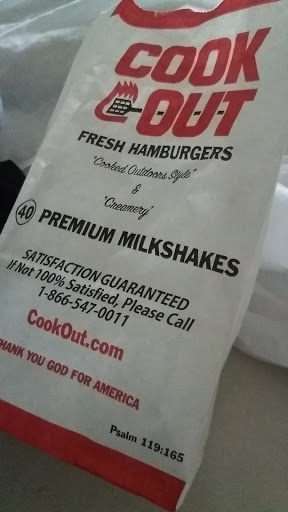 COOK
OUT
FRESH HAMBURGERS
"Cooked Outdoors Style"
&
"Creamery"
40 PREMIUM MILKSHAKES
SATISFACTION GUARANTEED
If Not 100% Satisfied, Please Call
1-866-547-0011
CookOut.com
THANK YOU GOD FOR AMERICA
Psalm 119:165